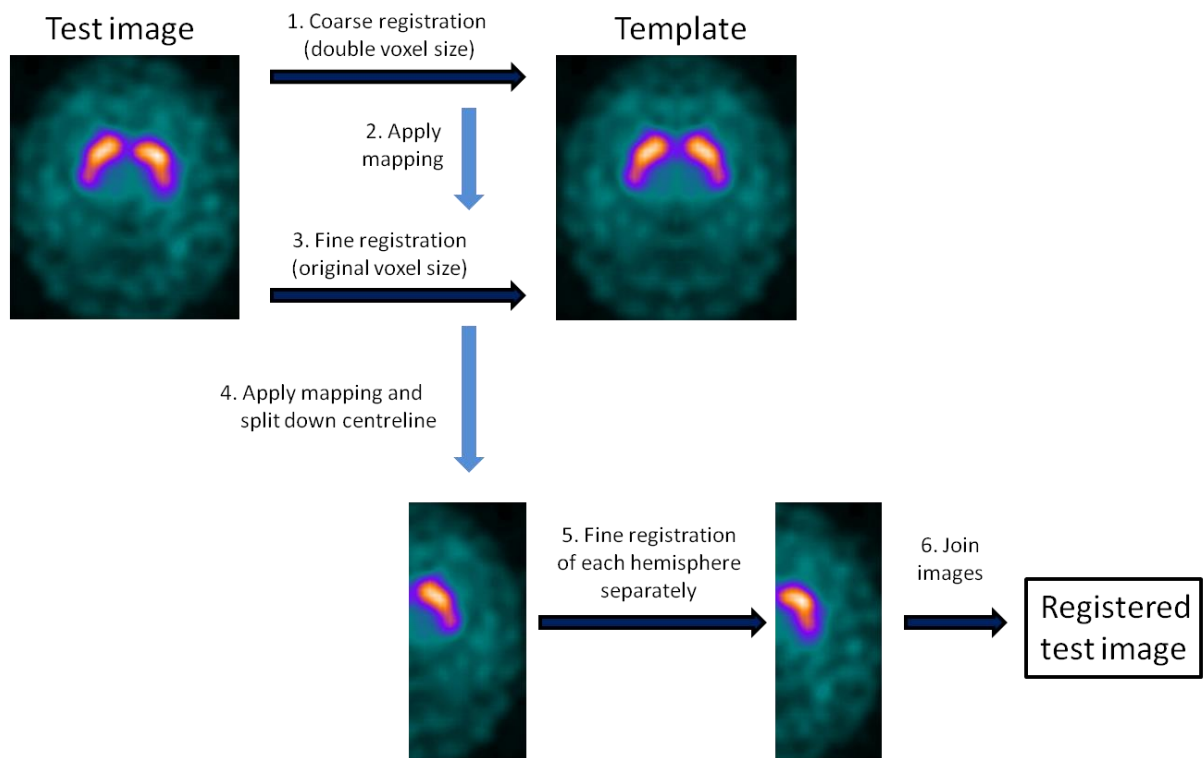 Test image
1. Coarse registration
(double voxel size)
Template
2. Apply
mapping
3. Fine registration
(original voxel size)
4. Apply mapping and
split down centreline
5. Fine registration
of each hemisphere
separately
6. Join
images
Registered
test image